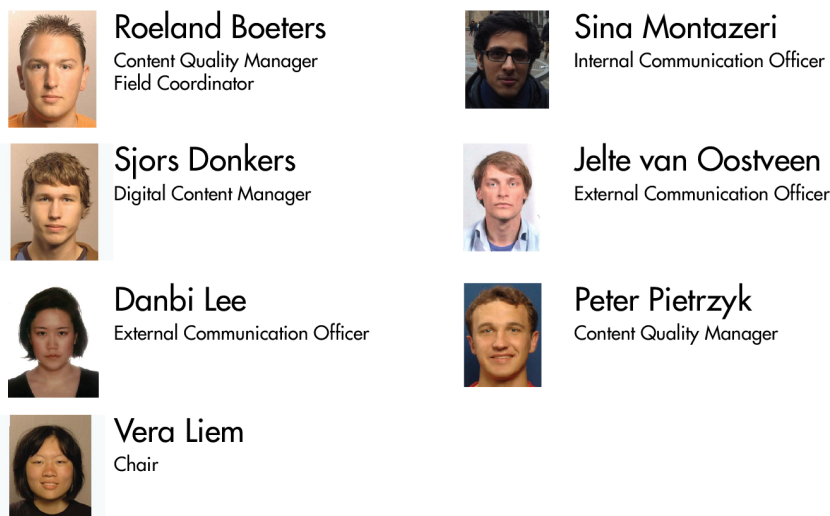 Roeland Boeters
Content Quality Manager
Field Coordinator
Sjors Donkers
Digital Content Manager
Danbi Lee
External Communication Officer
Vera Liem
Chair
Sina Montazeri
Internal Communication Officer
Jelte van Oostveen
External Communication Officer
Peter Pietrzyk
Content Quality Manager